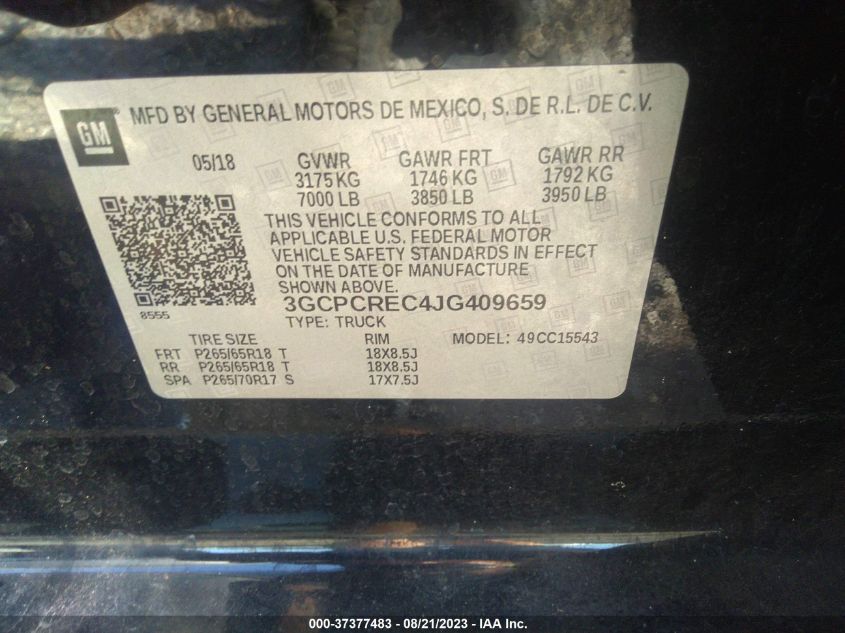 GM
MFD BY GENERAL MOTORS DE MEXICO, S. DE R.L. DE C.V.
05/18 GVWR GAWR FRT GAWR RR
3175 KG 1746 KG 1792 KG
7000 LB 3850 LB 3950 LB
THIS VEHICLE CONFORMS TO ALL
APPLICABLE U.S. FEDERAL MOTOR
VEHICLE SAFETY STANDARDS IN EFFECT
ON THE DATE OF MANUFACTURE
SHOWN ABOVE.
8555
3GCPCREC4JG409659
TYPE: TRUCK
TIRE SIZE RIM MODEL: 49CC15543
FRT P265/65R18 T 18X8.5J
RR P265/65R18 T 18X8.5J
SPA P265/70R17 S 17X7.5J
000-37377483 - 08/21/2023 - IAA Inc.